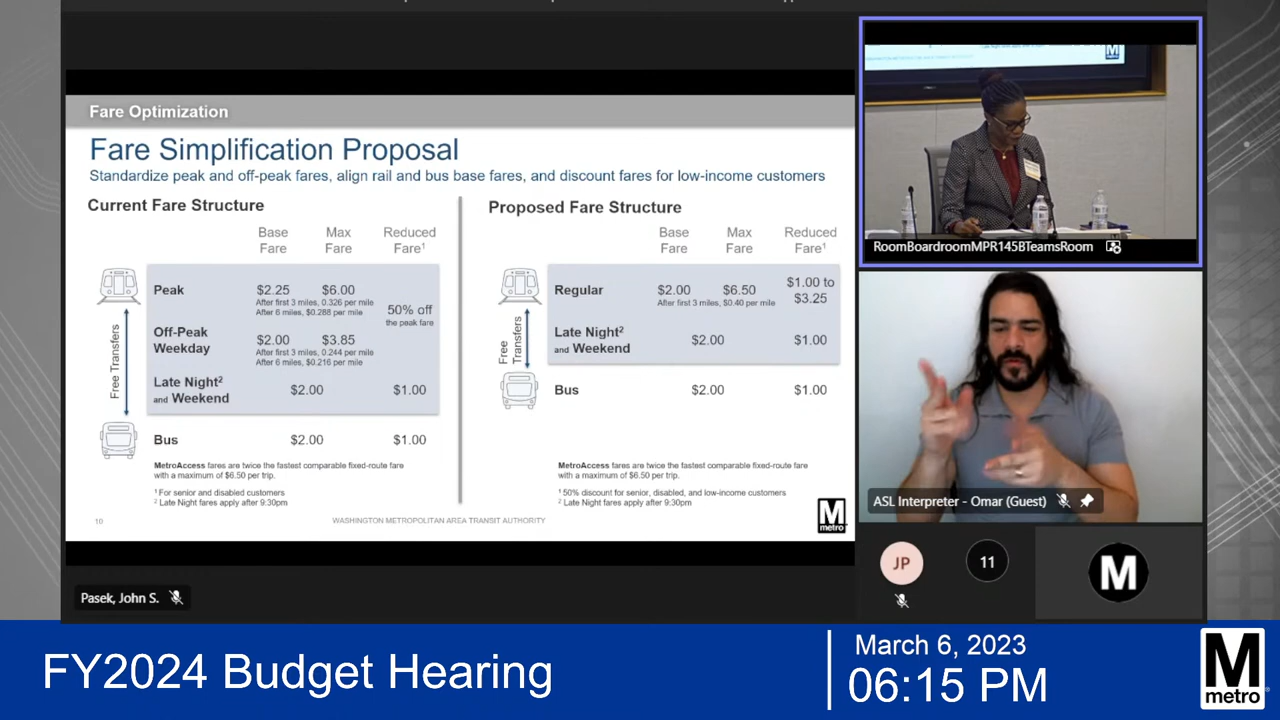 Fare Optimization
Fare Simplification Proposal
Standardize peak and off-peak fares, align rail and bus base fares, and discount fares for low-income customers
Current Fare Structure
Base Fare
Max Fare
Reduced Fare¹
Free Transfers
Peak
$2.25
$6.00
After first 3 miles, 0.326 per mile
After 6 miles, $0.288 per mile
50% off
the peak fare
Off-Peak
Weekday
$2.00
$3.85
After first 3 miles, 0.244 per mile
After 6 miles, $0.216 per mile
Late Night²
and Weekend
$2.00
$1.00
Bus
$2.00
$1.00
MetroAccess fares are twice the fastest comparable fixed-route fare
with a maximum of $6.50 per trip.
¹ For senior and disabled customers
² Late Night fares apply after 9:30pm
Proposed Fare Structure
Base Fare
Max Fare
Reduced Fare¹
Free
Transfers
Regular
$2.00
$6.50
After first 3 miles, $0.40 per mile
$1.00 to
$3.25
Late Night²
and Weekend
$2.00
$1.00
Bus
$2.00
$1.00
MetroAccess fares are twice the fastest comparable fixed-route fare
with a maximum of $6.50 per trip.
¹ 50% discount for senior, disabled, and low-income customers
² Late Night fares apply after 9:30pm
10
WASHINGTON METROPOLITAN AREA TRANSIT AUTHORITY
M
metro
Pasek, John S.
M
RoomBoardroomMPR145BTeamsRoom
ASL Interpreter - Omar (Guest)
JP
11
M
FY2024 Budget Hearing
March 6, 2023
06:15 PM
M
metro